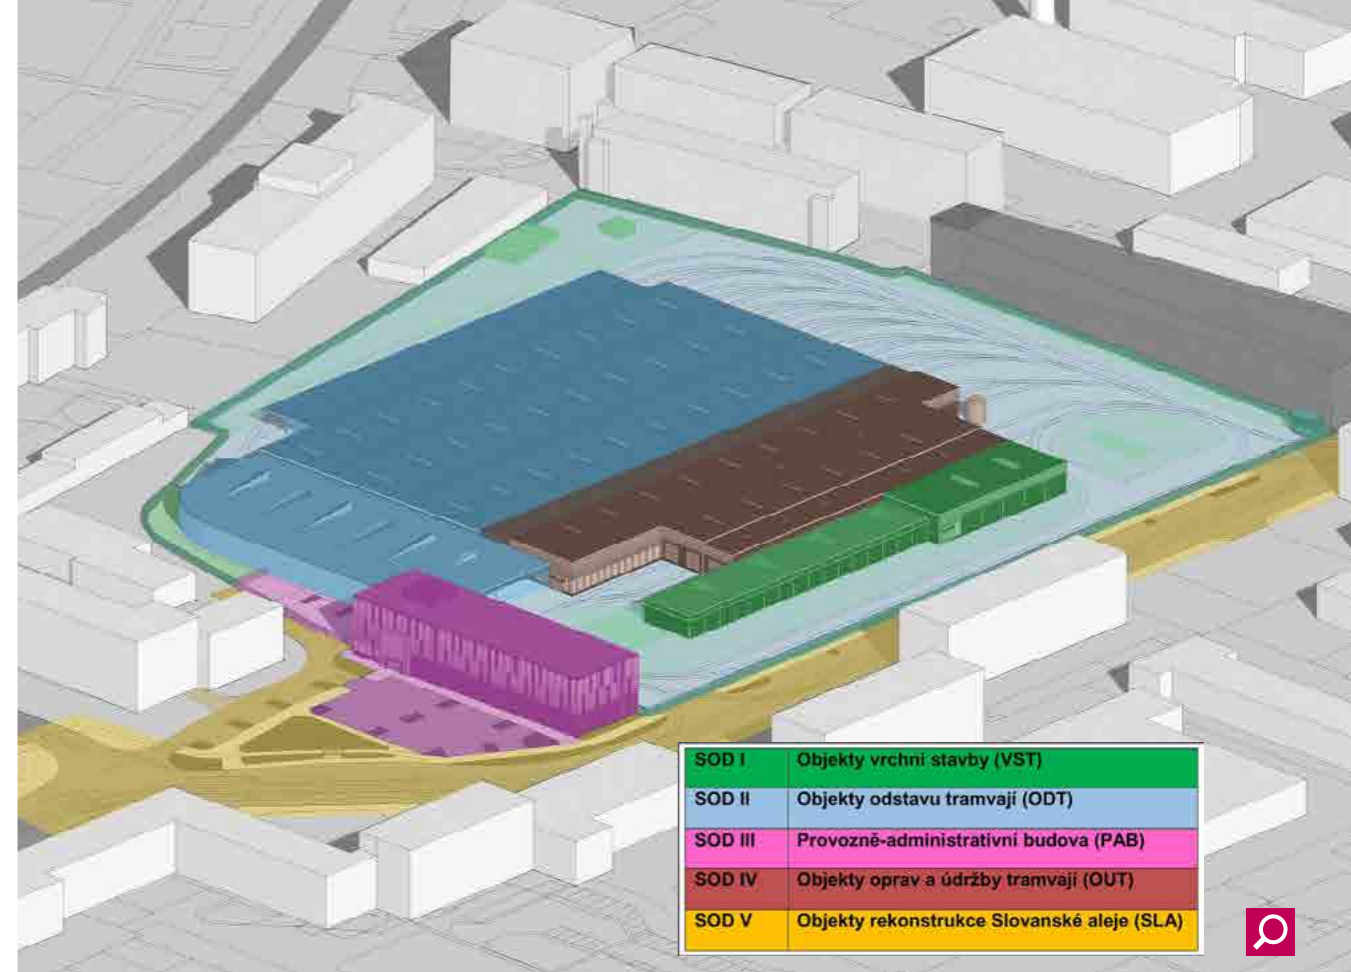 SOD I Objekty vrchní stavby (VST)
SOD II Objekty odstavu tramvají (ODT)
SOD III Provozně-administrativní budova (PAB)
SOD IV Objekty oprav a údržby tramvají (OUT)
SOD V Objekty rekonstrukce Slovanské aleje (SLA)